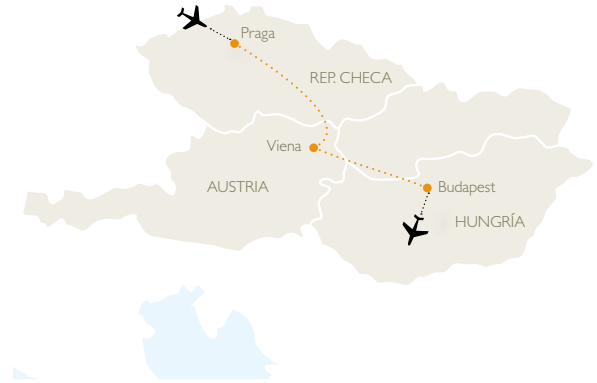 Praga
REP. CHECA
Viena
AUSTRIA
Budapest
HUNGRÍA